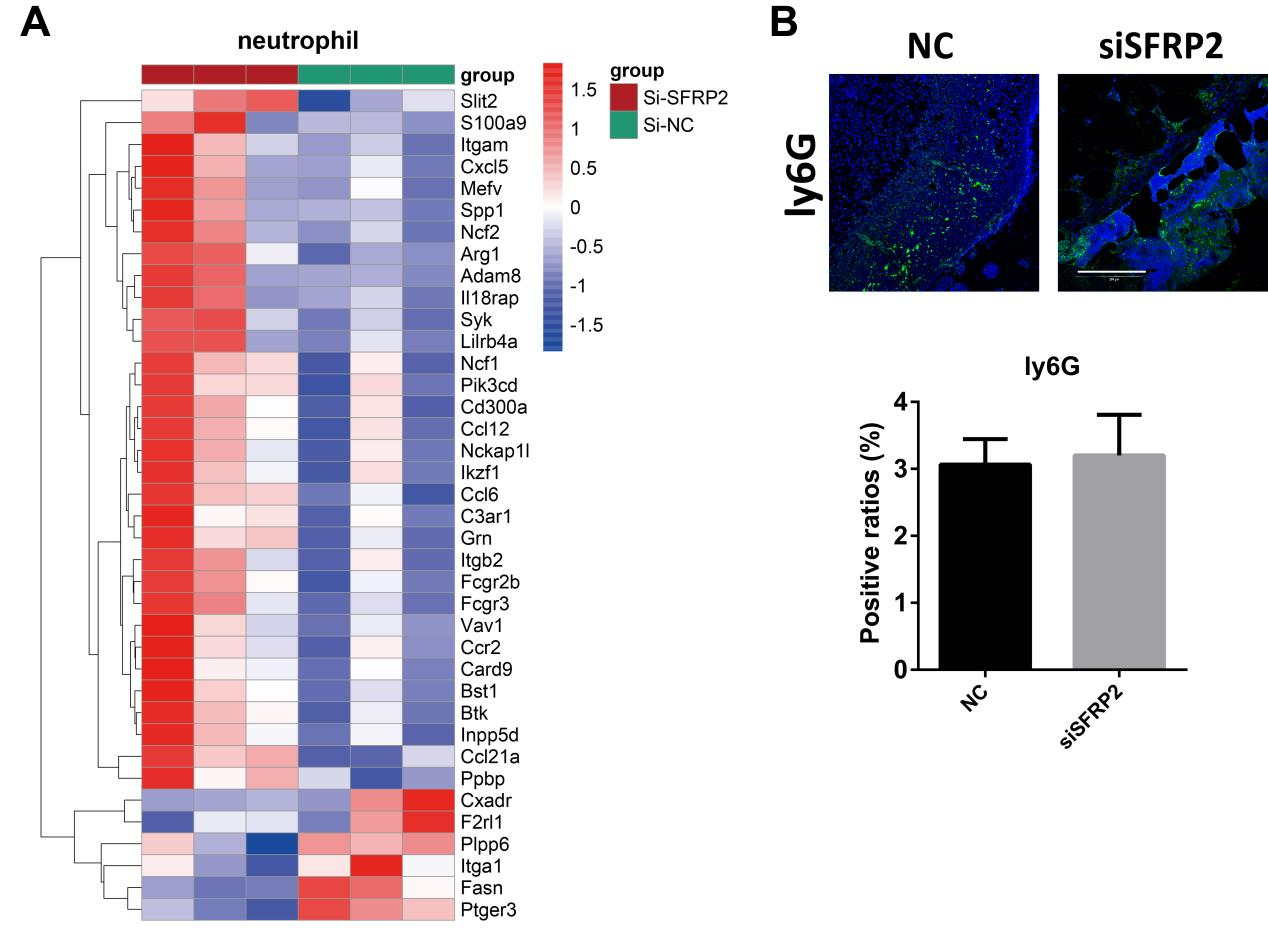 A
neutrophil
group
Slit2
S100a9
Itgam
Cxcl5
Mefv
Spp1
Ncf2
Arg1
Adam8
Il18rap
Syk
Lilrb4a
Ncf1
Pik3cd
Cd300a
Ccl12
Nckap1l
Ikzf1
Ccl6
C3ar1
Grn
Itgb2
Fcgr2b
Fcgr3
Vav1
Ccr2
Card9
Bst1
Btk
Inpp5d
Ccl21a
Ppbp
Cxadr
F2rl1
Plpp6
Itga1
Fasn
Ptger3
1.5
1
0.5
0
-0.5
-1
-1.5
group
Si-SFRP2
Si-NC
B
NC
siSFRP2
ly6G
ly6G
Positive ratios (%)
4
3
2
1
0
NC
siSFRP2